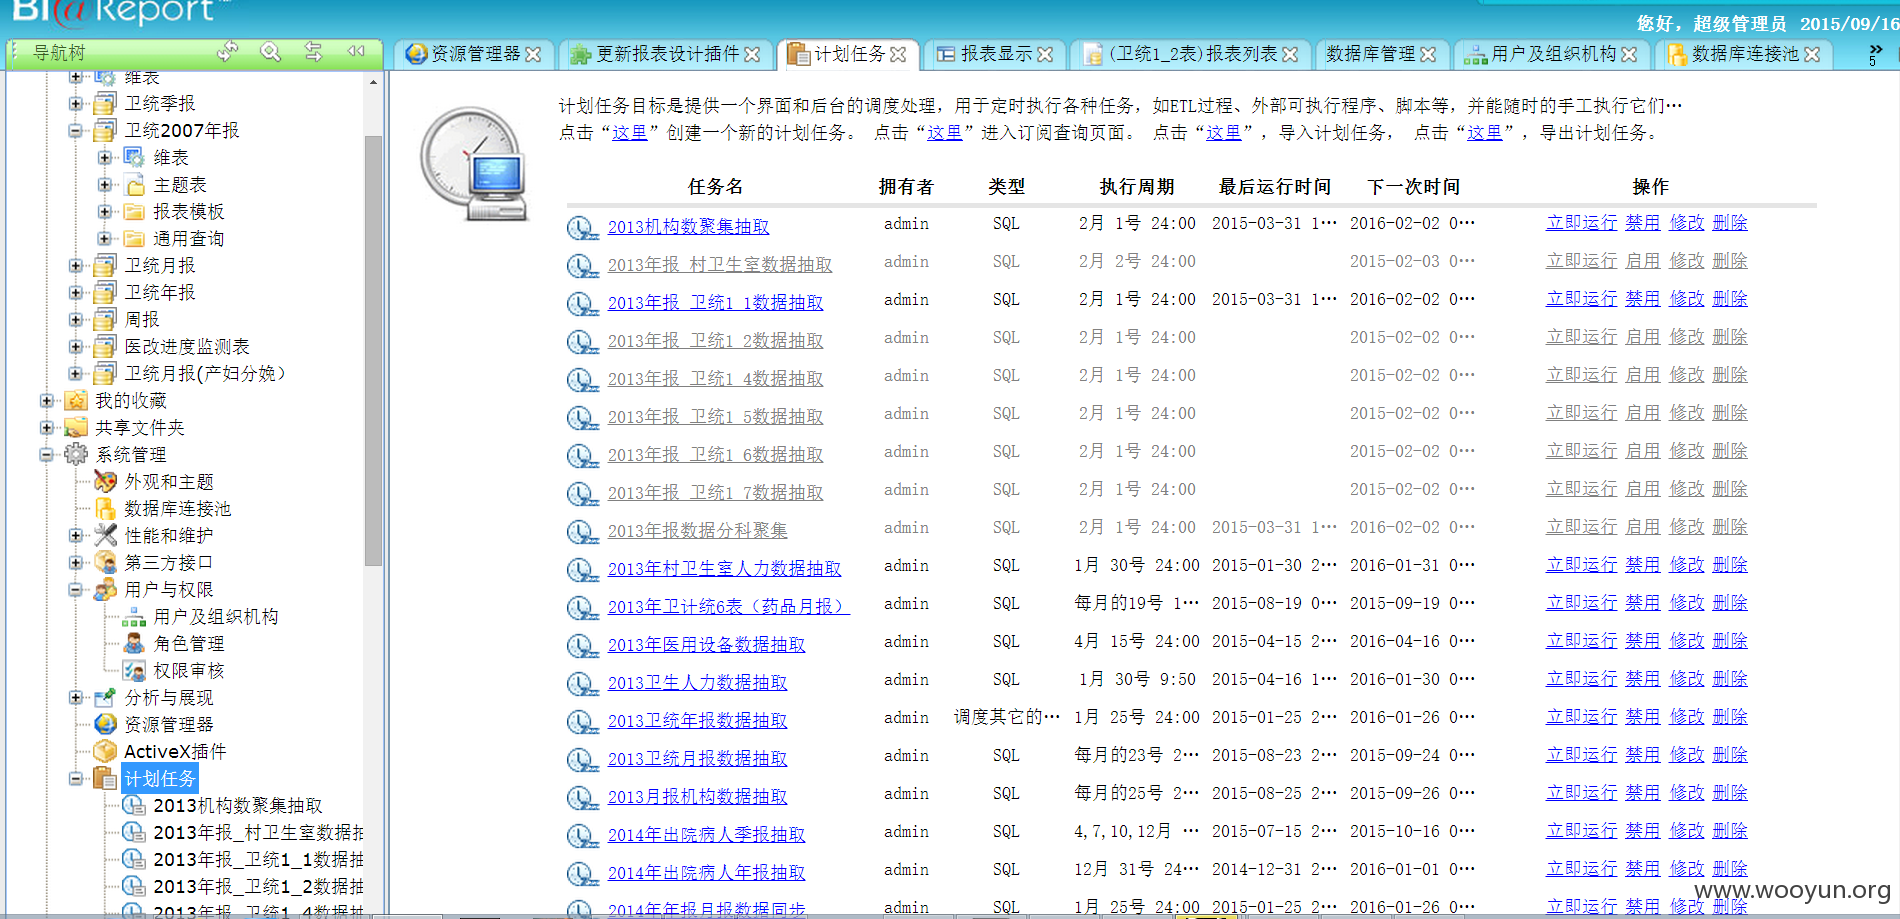 BI@Report
您好，超级管理员 2015/09/16
导航树
资源管理器
更新报表设计插件
计划任务
报表显示
(卫统1_2表)报表列表
数据库管理
用户及组织机构
数据库连接池
5
维表
卫统季报
卫统2007年报
维表
主题表
报表模板
通用查询
卫统月报
卫统年报
周报
医改进度监测表
卫统月报(产妇分娩)
我的收藏
共享文件夹
系统管理
外观和主题
数据库连接池
性能和维护
第三方接口
用户与权限
用户及组织机构
角色管理
权限审核
分析与展现
资源管理器
ActiveX插件
计划任务
2013机构数聚集抽取
2013年报_村卫生室数据抽
2013年报_卫统1_1数据抽
2013年报_卫统1_2数据抽
2013年报_卫统1_4数据抽
计划任务目标是提供一个界面和后台的调度处理，用于定时执行各种任务，如ETL过程、外部可执行程序、脚本等，并能随时的手工执行它们…
点击“这里”创建一个新的计划任务。 点击“这里”进入订阅查询页面。 点击“这里”，导入计划任务， 点击“这里”，导出计划任务。
任务名 拥有者 类型 执行周期 最后运行时间 下一次时间 操作
2013机构数聚集抽取 admin SQL 2月 1号 24:00 2015-03-31 1… 2016-02-02 0… 立即运行 禁用 修改 删除
2013年报_村卫生室数据抽取 admin SQL 2月 2号 24:00 2015-02-03 0… 立即运行 启用 修改 删除
2013年报_卫统1_1数据抽取 admin SQL 2月 1号 24:00 2015-03-31 1… 2016-02-02 0… 立即运行 禁用 修改 删除
2013年报_卫统1_2数据抽取 admin SQL 2月 1号 24:00 2015-02-02 0… 立即运行 启用 修改 删除
2013年报_卫统1_4数据抽取 admin SQL 2月 1号 24:00 2015-02-02 0… 立即运行 启用 修改 删除
2013年报_卫统1_5数据抽取 admin SQL 2月 1号 24:00 2015-02-02 0… 立即运行 启用 修改 删除
2013年报_卫统1_6数据抽取 admin SQL 2月 1号 24:00 2015-02-02 0… 立即运行 启用 修改 删除
2013年报_卫统1_7数据抽取 admin SQL 2月 1号 24:00 2015-02-02 0… 立即运行 启用 修改 删除
2013年报数据分科聚集 admin SQL 2月 1号 24:00 2015-03-31 1… 2016-02-02 0… 立即运行 启用 修改 删除
2013年村卫生室人力数据抽取 admin SQL 1月 30号 24:00 2015-01-30 2… 2016-01-31 0… 立即运行 禁用 修改 删除
2013年卫计统6表（药品月报） admin SQL 每月的19号 1… 2015-08-19 0… 2015-09-19 0… 立即运行 禁用 修改 删除
2013年医用设备数据抽取 admin SQL 4月 15号 24:00 2015-04-15 2… 2016-04-16 0… 立即运行 禁用 修改 删除
2013卫生人力数据抽取 admin SQL 1月 30号 9:50 2015-04-16 1… 2016-01-30 0… 立即运行 禁用 修改 删除
2013卫统年报数据抽取 admin 调度其它的… 1月 25号 24:00 2015-01-25 2… 2016-01-26 0… 立即运行 禁用 修改 删除
2013卫统月报数据抽取 admin SQL 每月的23号 2… 2015-08-23 2… 2015-09-24 0… 立即运行 禁用 修改 删除
2013月报机构数据抽取 admin SQL 每月的25号 2… 2015-08-25 2… 2015-09-26 0… 立即运行 禁用 修改 删除
2014年出院病人季报抽取 admin SQL 4,7,10,12月 … 2015-07-15 2… 2015-10-16 0… 立即运行 禁用 修改 删除
2014年出院病人年报抽取 admin SQL 12月 31号 24… 2014-12-31 2… 2016-01-01 0… 立即运行 禁用 修改 删除
2014年年报月报数据同步 admin SQL 1月 25号 24:00 2015-01-25 2… 2016-01-26 0… 立即运行 禁用 修改 删除
www.wooyun.org